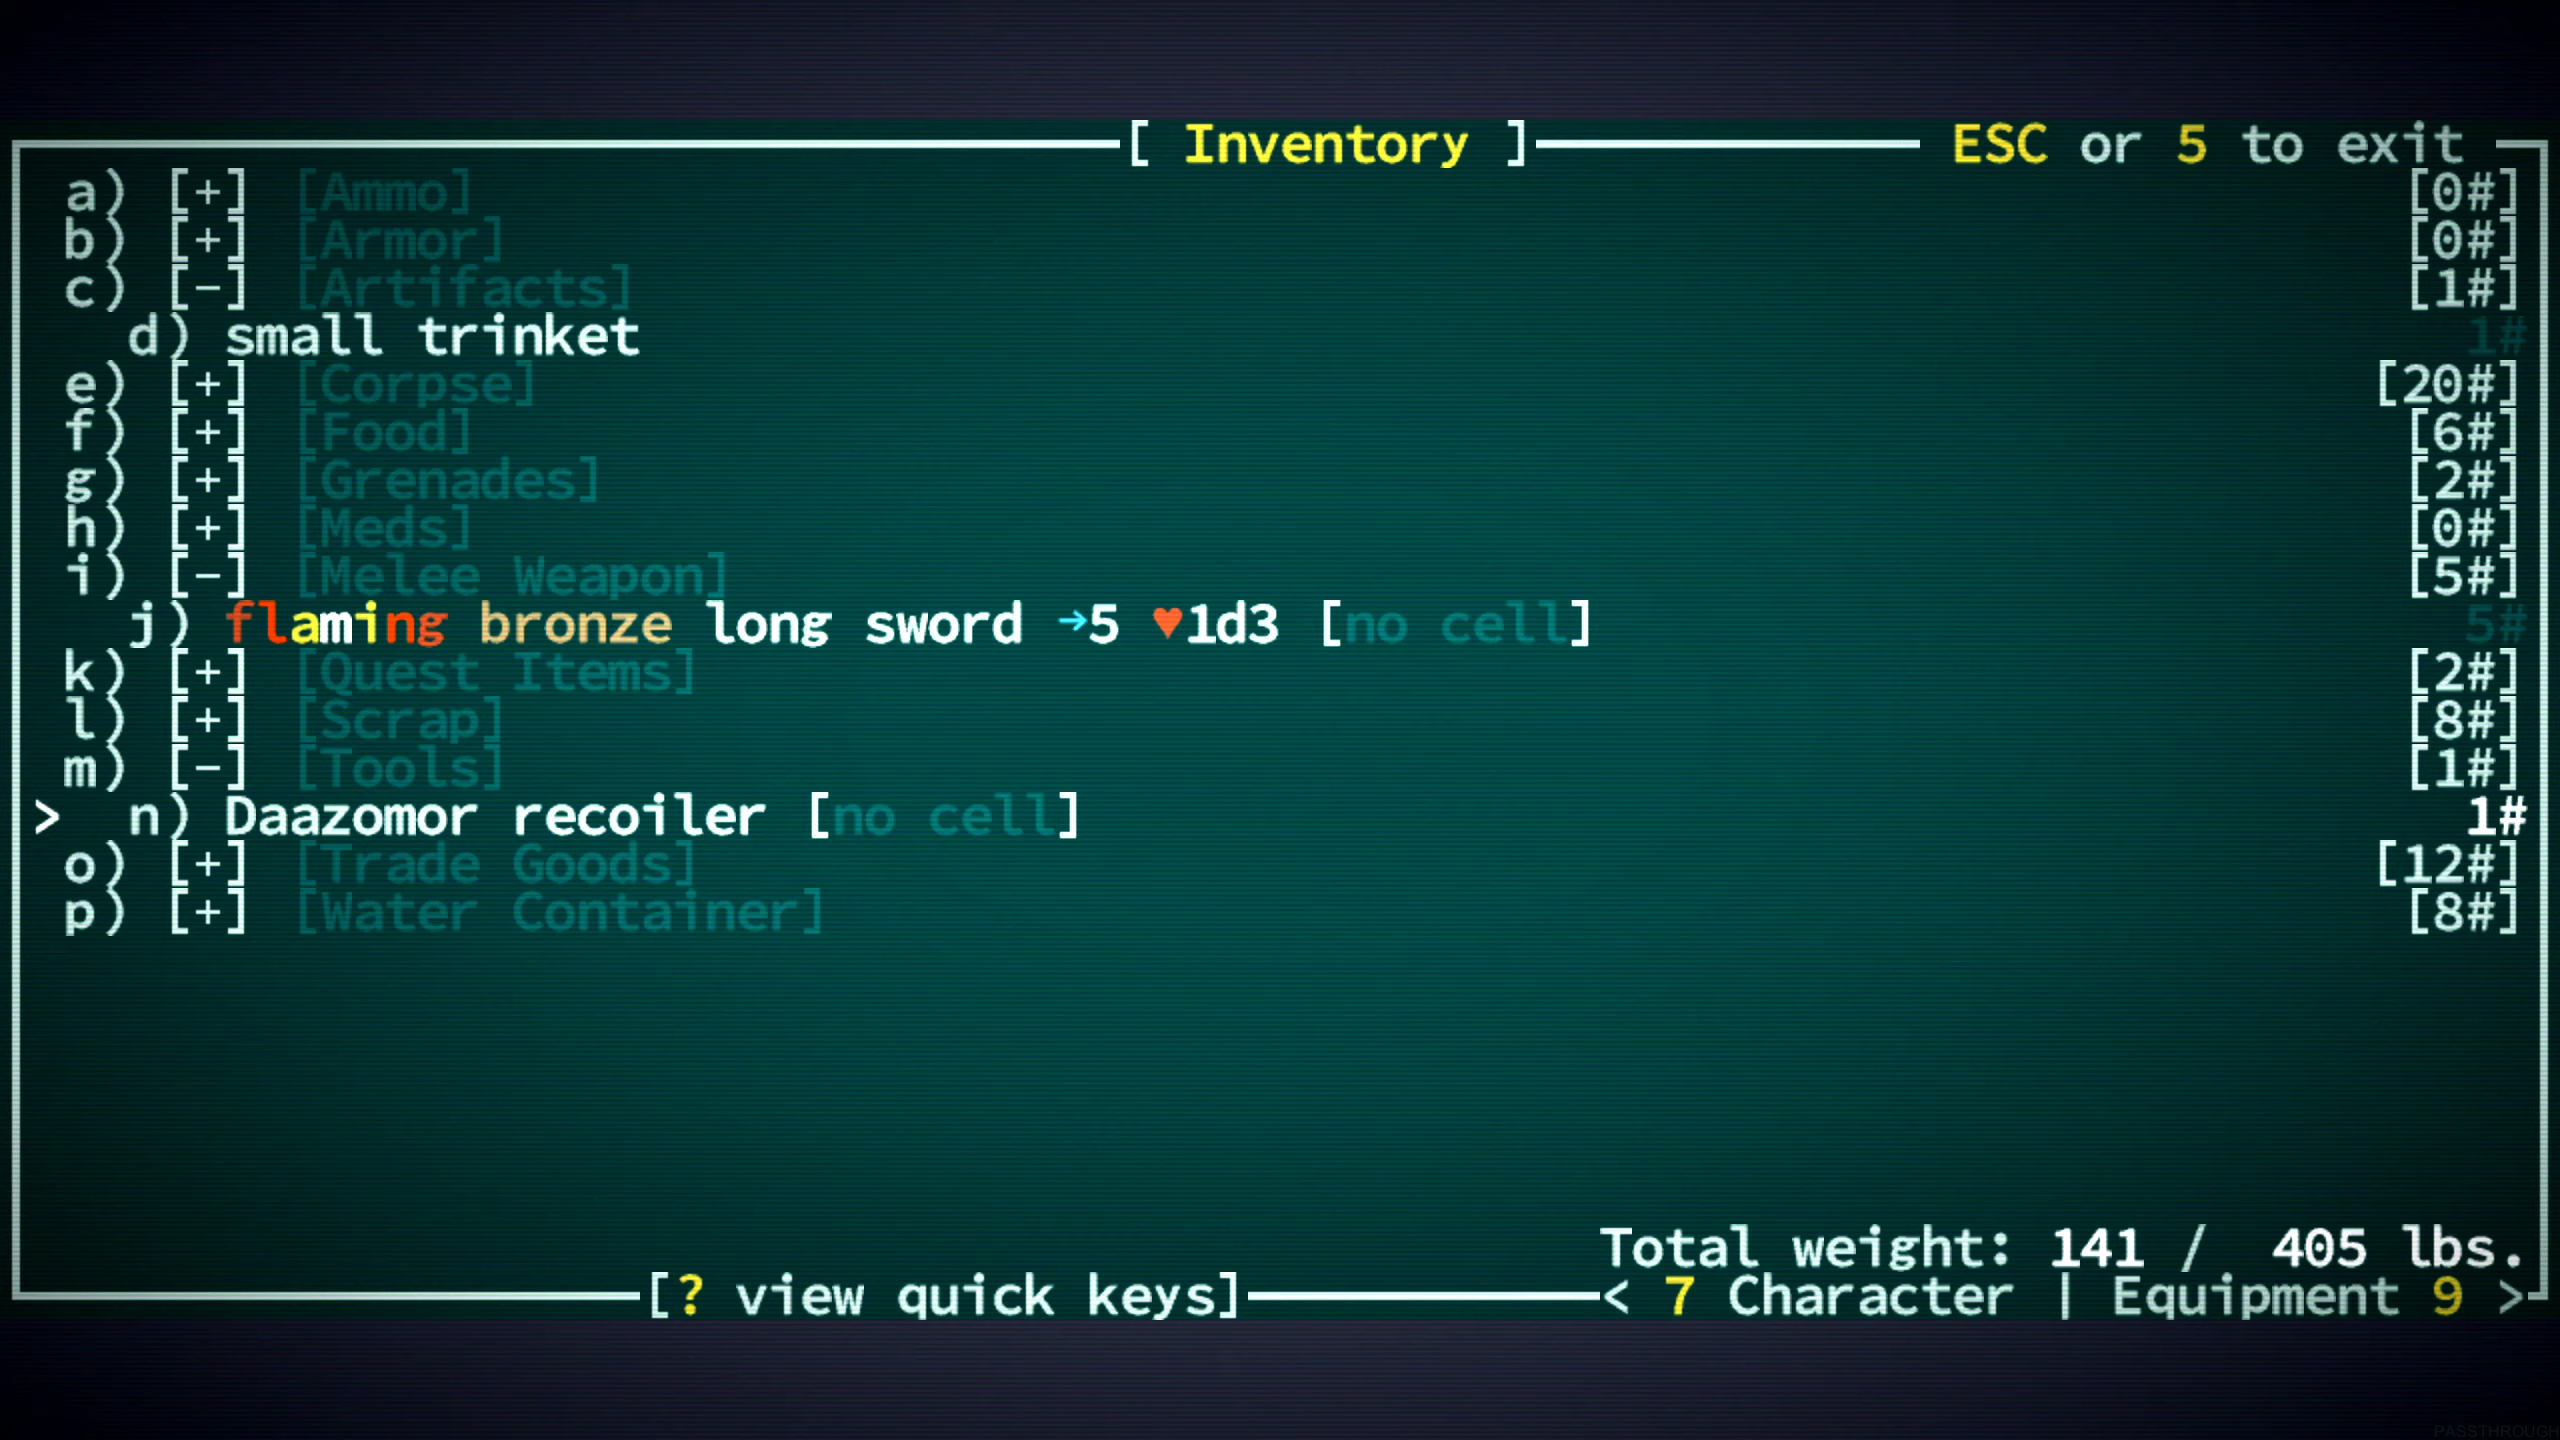 [ Inventory ] ESC or 5 to exit
a) [+] [Ammo] [0#]
b) [+] [Armor] [0#]
c) [-] [Artifacts] [1#]
d) small trinket 1#
e) [+] [Corpse] [20#]
f) [+] [Food] [6#]
g) [+] [Grenades] [2#]
h) [+] [Meds] [0#]
i) [-] [Melee Weapon] [5#]
j) flaming bronze long sword →5 ♥1d3 [no cell] 5#
k) [+] [Quest Items] [2#]
l) [+] [Scrap] [8#]
m) [-] [Tools] [1#]
> n) Daazomor recoiler [no cell] 1#
o) [+] [Trade Goods] [12#]
p) [+] [Water Container] [8#]
Total weight: 141 / 405 lbs.
[? view quick keys] < 7 Character | Equipment 9 >
PASSTHROUGH